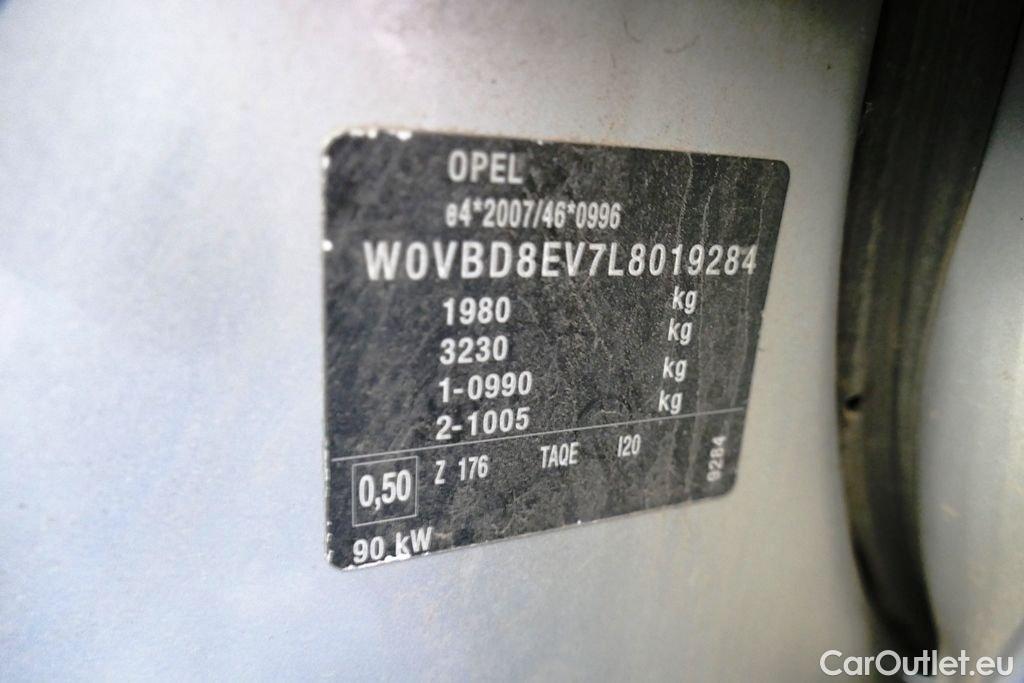 OPEL
e4*2007/46*0996
W0VBD8EV7L8019284
1980 kg
3230 kg
1-0990 kg
2-1005 kg
0,50 Z 176 TAQE I20 9284
90 kW
CarOutlet.eu